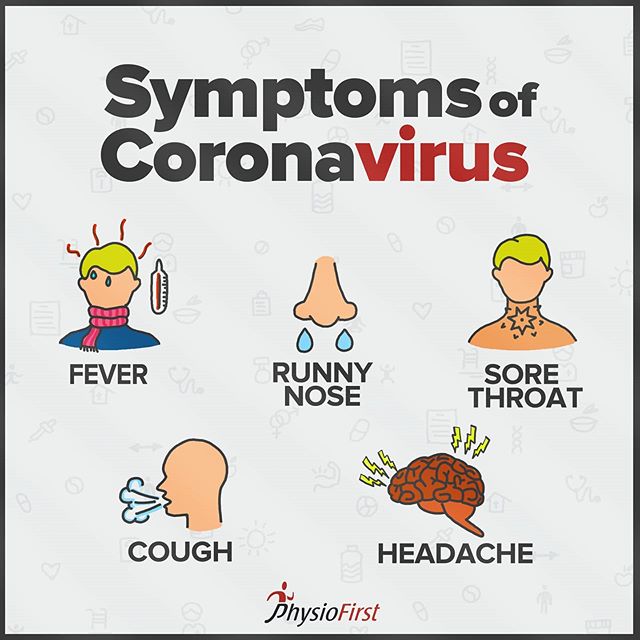 Symptoms of
Coronavirus
FEVER
RUNNY
NOSE
SORE
THROAT
COUGH
HEADACHE
PhysioFirst